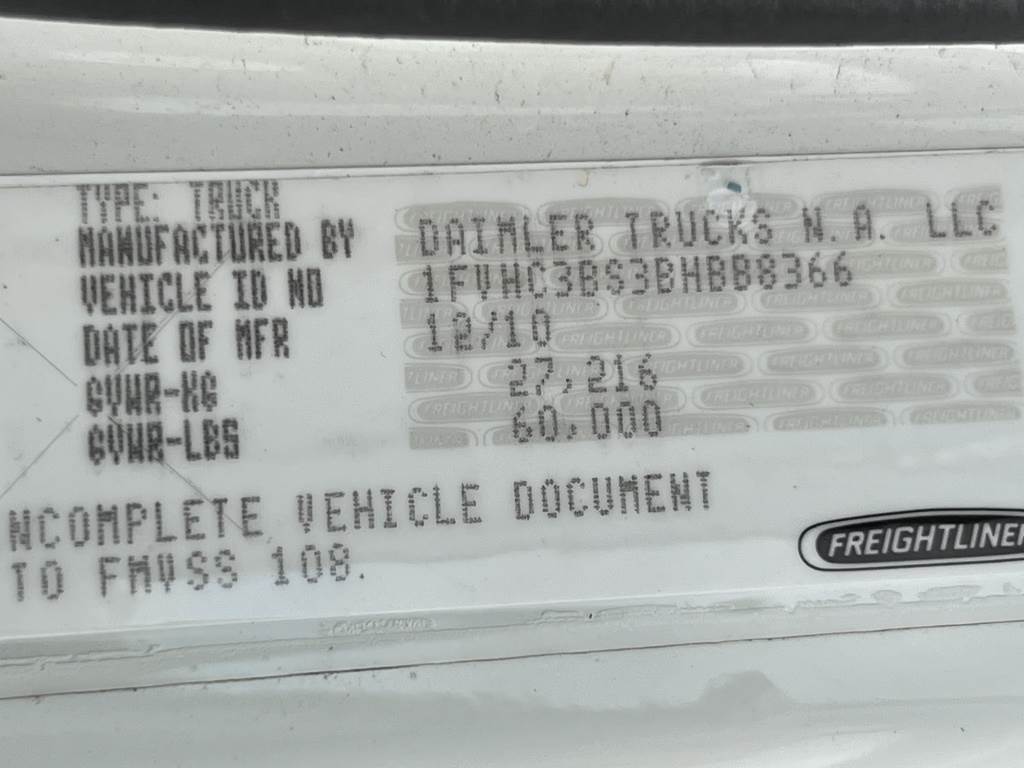 TYPE: TRUCK
MANUFACTURED BY DAIMLER TRUCKS N.A. LLC
VEHICLE ID NO 1FVHC3BS3BHBB8366
DATE OF MFR 12/10
GVWR-KG 27,216
GVWR-LBS 60,000
NCOMPLETE VEHICLE DOCUMENT
TO FMVSS 108.
FREIGHTLINER